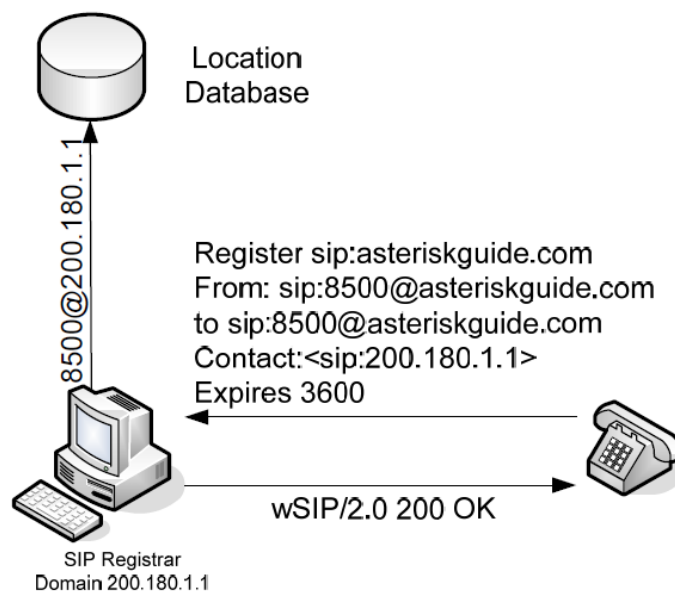 Location
Database
8500@200.180.1.1
Register sip:asteriskguide.com
From: sip:8500@asteriskguide.com
to sip:8500@asteriskguide.com
Contact:<sip:200.180.1.1>
Expires 3600
wSIP/2.0 200 OK
SIP Registrar
Domain 200.180.1.1